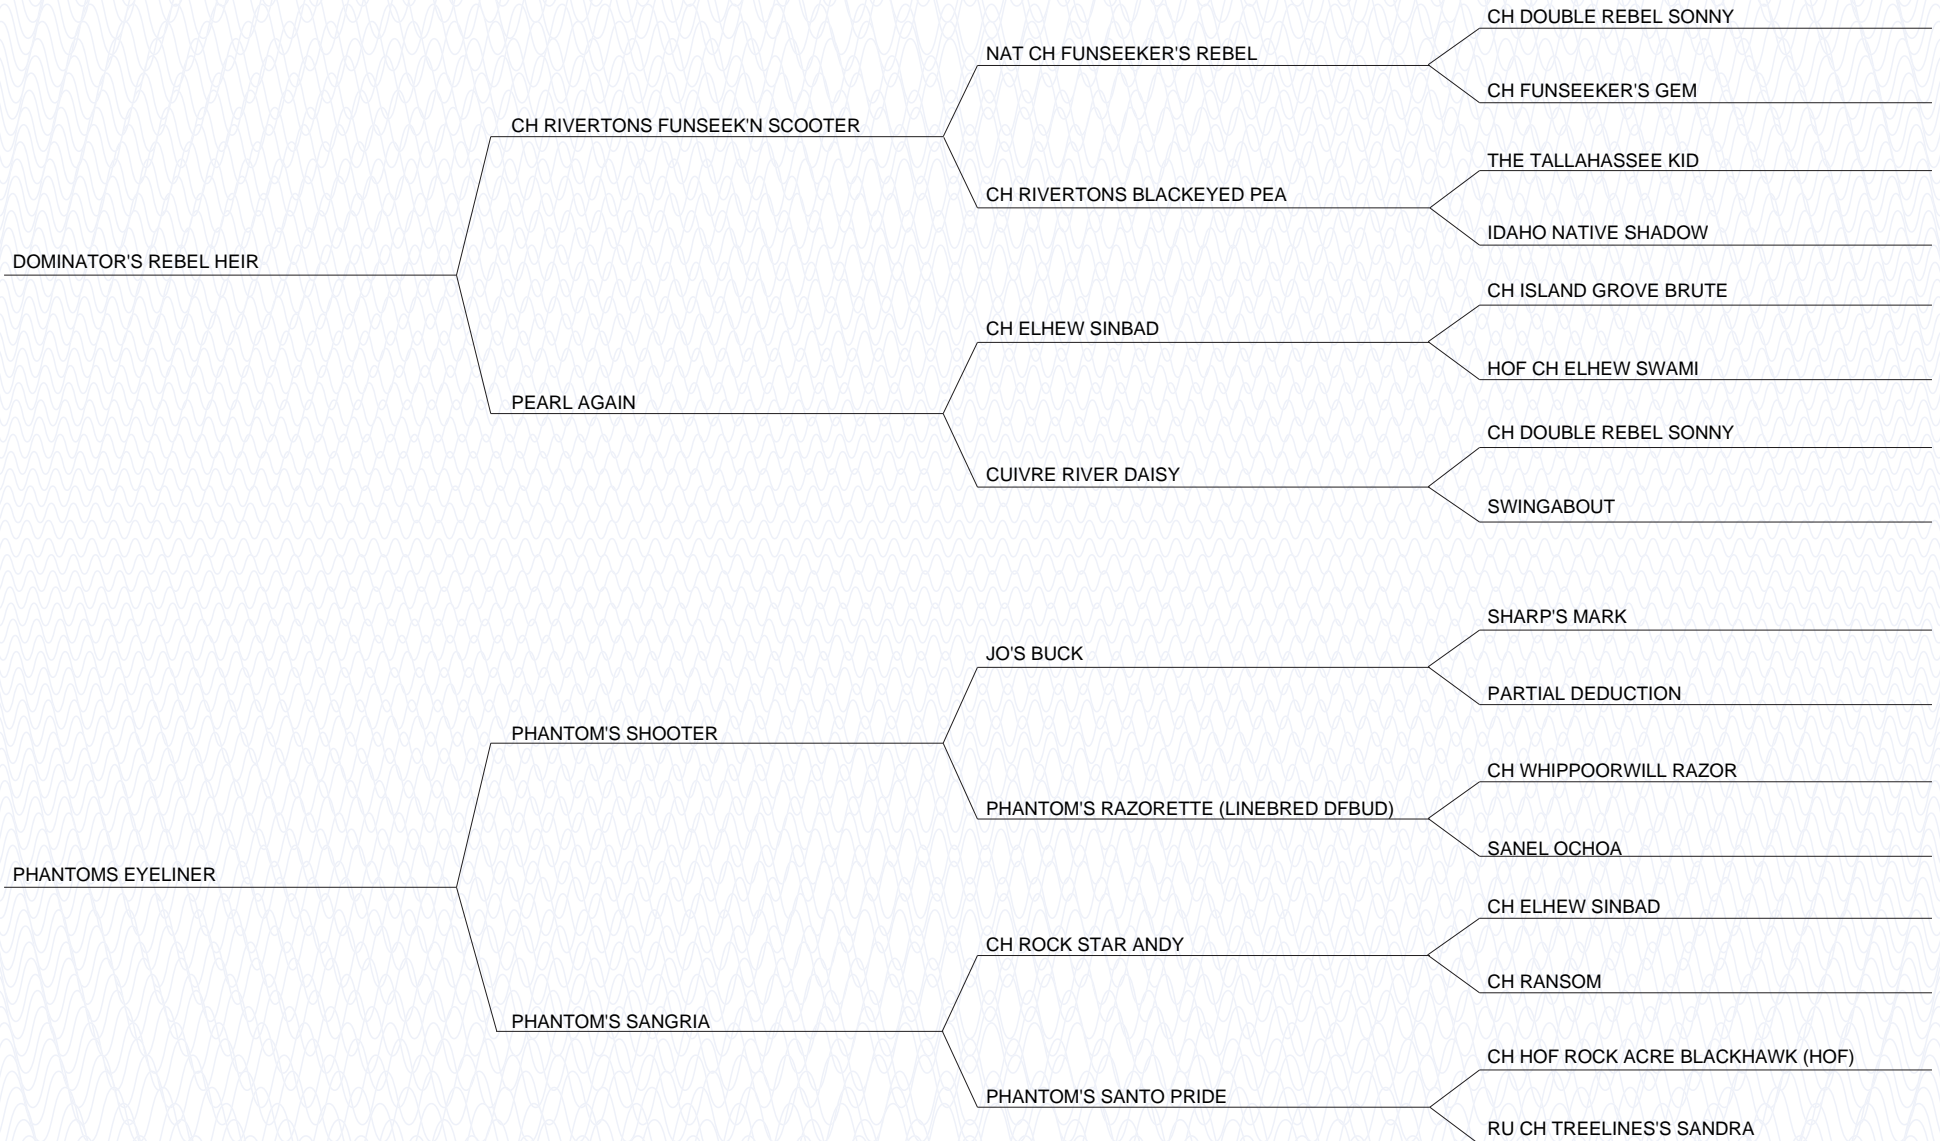 CH DOUBLE REBEL SONNY
NAT CH FUNSEEKER'S REBEL
CH FUNSEEKER'S GEM
CH RIVERTONS FUNSEEK'N SCOOTER
THE TALLAHASSEE KID
CH RIVERTONS BLACKEYED PEA
IDAHO NATIVE SHADOW
DOMINATOR'S REBEL HEIR
CH ISLAND GROVE BRUTE
CH ELHEW SINBAD
HOF CH ELHEW SWAMI
PEARL AGAIN
CH DOUBLE REBEL SONNY
CUIVRE RIVER DAISY
SWINGABOUT
SHARP'S MARK
JO'S BUCK
PARTIAL DEDUCTION
PHANTOM'S SHOOTER
CH WHIPPOORWILL RAZOR
PHANTOM'S RAZORETTE (LINEBRED DFBUD)
SANEL OCHOA
PHANTOMS EYELINER
CH ELHEW SINBAD
CH ROCK STAR ANDY
CH RANSOM
PHANTOM'S SANGRIA
CH HOF ROCK ACRE BLACKHAWK (HOF)
PHANTOM'S SANTO PRIDE
RU CH TREELINES'S SANDRA